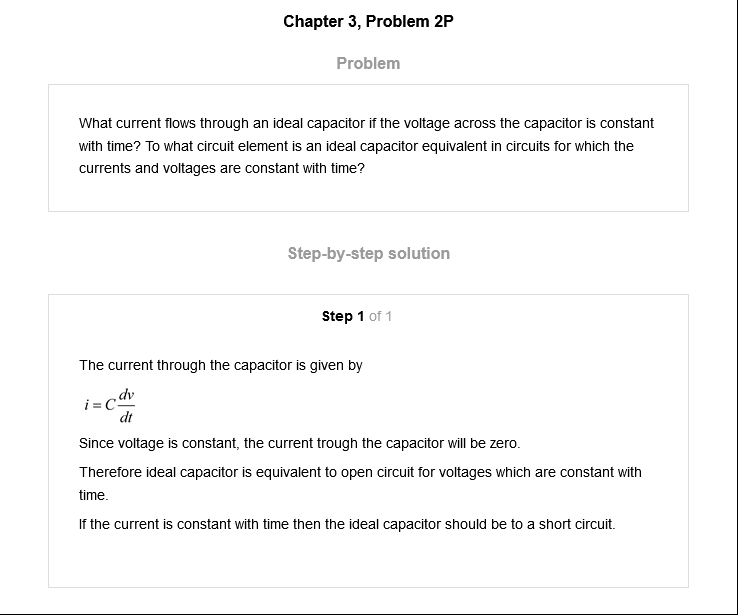 Chapter 3, Problem 2P
Problem
What current flows through an ideal capacitor if the voltage across the capacitor is constant
with time? To what circuit element is an ideal capacitor equivalent in circuits for which the
currents and voltages are constant with time?
Step-by-step solution
Step 1 of 1
The current through the capacitor is given by
i = C dv/dt
Since voltage is constant, the current trough the capacitor will be zero.
Therefore ideal capacitor is equivalent to open circuit for voltages which are constant with
time.
If the current is constant with time then the ideal capacitor should be to a short circuit.